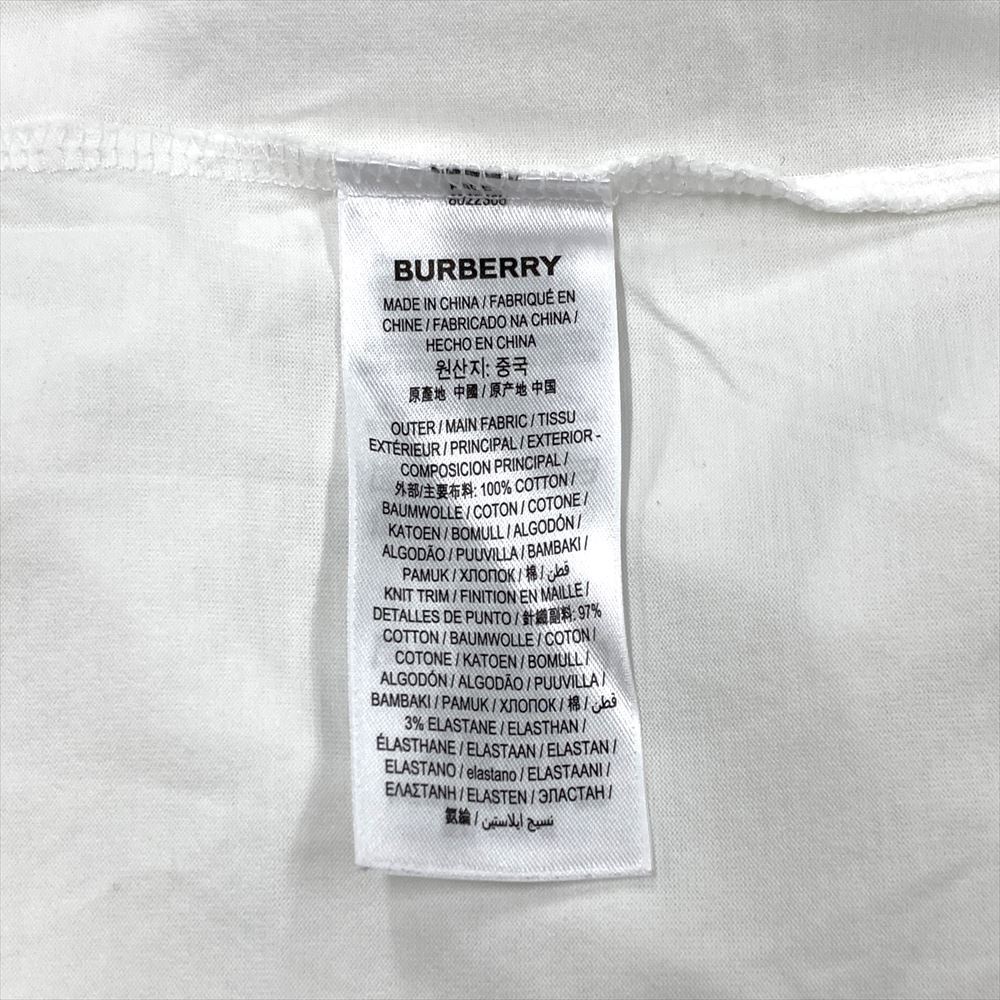 8022306
BURBERRY
MADE IN CHINA / FABRIQUÉ EN
CHINE / FABRICADO NA CHINA /
HECHO EN CHINA
원산지: 중국
原產地 中國 / 原产地 中国
OUTER / MAIN FABRIC / TISSU
EXTÉRIEUR / PRINCIPAL / EXTERIOR -
COMPOSICION PRINCIPAL /
外部/主要布料: 100% COTTON /
BAUMWOLLE / COTON / COTONE /
KATOEN / BOMULL / ALGODÓN /
ALGODÃO / PUUVILLA / BAMBAKI /
PAMUK / ХЛОПОК / 棉 / قطن
KNIT TRIM / FINITION EN MAILLE /
DETALLES DE PUNTO / 針織副料: 97%
COTTON / BAUMWOLLE / COTON /
COTONE / KATOEN / BOMULL /
ALGODÓN / ALGODÃO / PUUVILLA /
BAMBAKI / PAMUK / ХЛОПОК / 棉 / قطن
3% ELASTANE / ELASTHAN /
ÉLASTHANE / ELASTAAN / ELASTAN /
ELASTANO / elastano / ELASTAANI /
ΕΛΑΣΤΑΝΗ / ELASTEN / ЭЛАСТАН /
氨綸 / نسيج ايلاستين